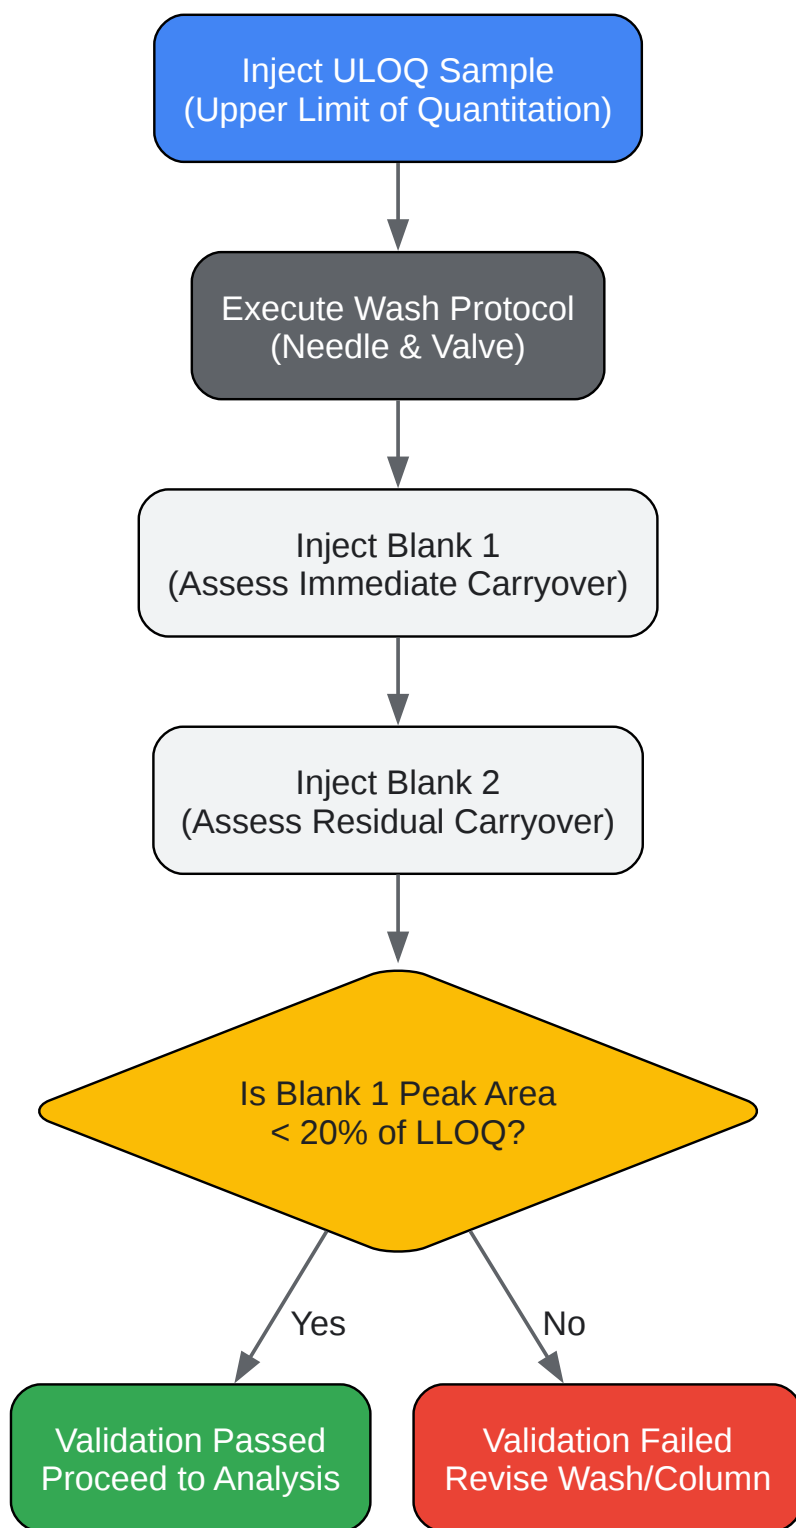 Inject ULOQ Sample
(Upper Limit of Quantitation)
Execute Wash Protocol
(Needle & Valve)
Inject Blank 1
(Assess Immediate Carryover)
Inject Blank 2
(Assess Residual Carryover)
Is Blank 1 Peak Area
< 20% of LLOQ?
Yes
No
Validation Passed
Proceed to Analysis
Validation Failed
Revise Wash/Column